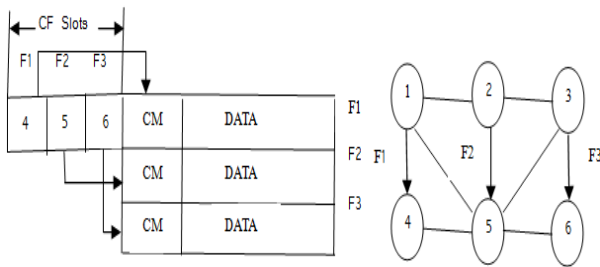 CF Slots
F1 F2 F3
4 5 6 CM DATA F1
CM DATA F2
CM DATA F3
1 2 3
F1 F2 F3
4 5 6